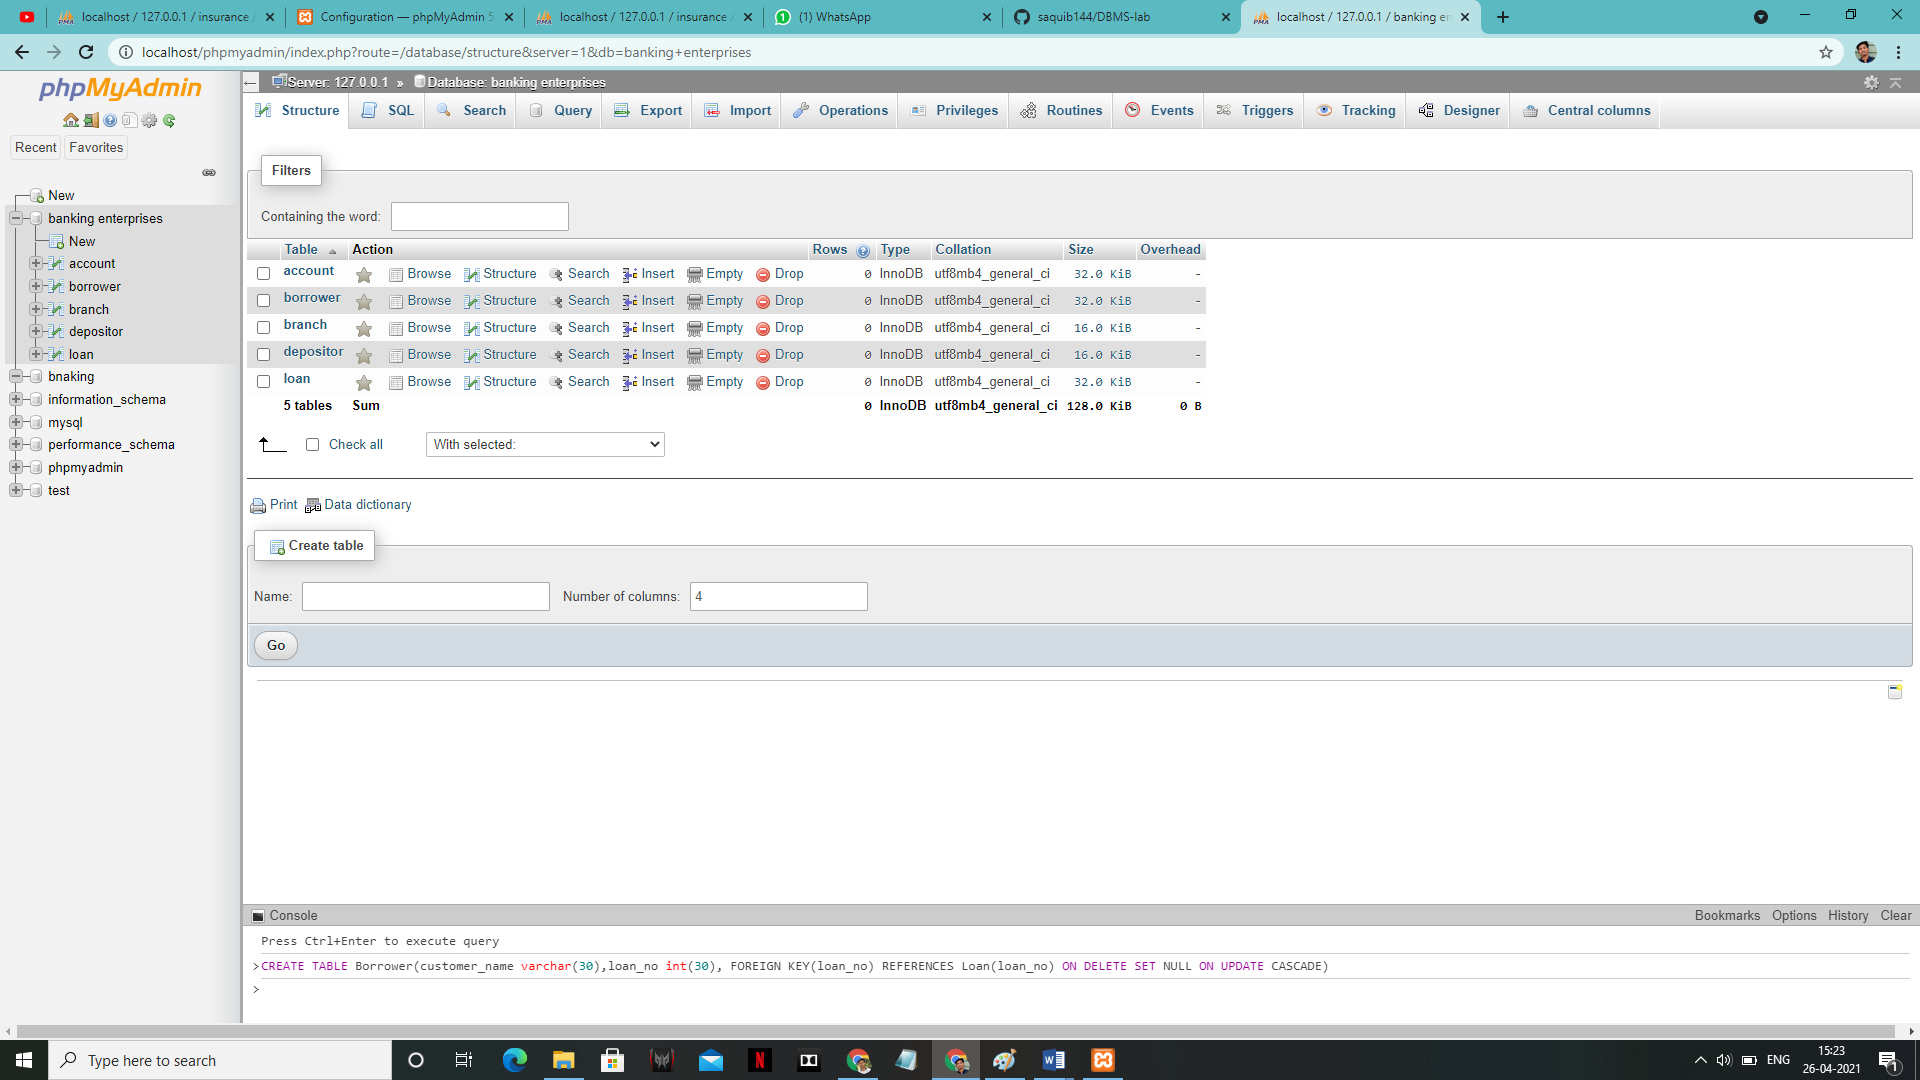 localhost / 127.0.0.1 / insurance / Configuration — phpMyAdmin 5 localhost / 127.0.0.1 / insurance / (1) WhatsApp saquib144/DBMS-lab localhost / 127.0.0.1 / banking en
localhost/phpmyadmin/index.php?route=/database/structure&server=1&db=banking+enterprises
phpMyAdmin
Recent Favorites
New
banking enterprises
New
account
borrower
branch
depositor
loan
bnaking
information_schema
mysql
performance_schema
phpmyadmin
test
Server: 127.0.0.1 » Database: banking enterprises
Structure SQL Search Query Export Import Operations Privileges Routines Events Triggers Tracking Designer Central columns
Filters
Containing the word:
Table Action Rows Type Collation Size Overhead
account Browse Structure Search Insert Empty Drop 0 InnoDB utf8mb4_general_ci 32.0 KiB -
borrower Browse Structure Search Insert Empty Drop 0 InnoDB utf8mb4_general_ci 32.0 KiB -
branch Browse Structure Search Insert Empty Drop 0 InnoDB utf8mb4_general_ci 16.0 KiB -
depositor Browse Structure Search Insert Empty Drop 0 InnoDB utf8mb4_general_ci 16.0 KiB -
loan Browse Structure Search Insert Empty Drop 0 InnoDB utf8mb4_general_ci 32.0 KiB -
5 tables Sum 0 InnoDB utf8mb4_general_ci 128.0 KiB 0 B
Check all With selected:
Print Data dictionary
Create table
Name: Number of columns: 4
Go
Console Bookmarks Options History Clear
Press Ctrl+Enter to execute query
>CREATE TABLE Borrower(customer_name varchar(30),loan_no int(30), FOREIGN KEY(loan_no) REFERENCES Loan(loan_no) ON DELETE SET NULL ON UPDATE CASCADE)
>
Type here to search ENG 15:23
26-04-2021 1